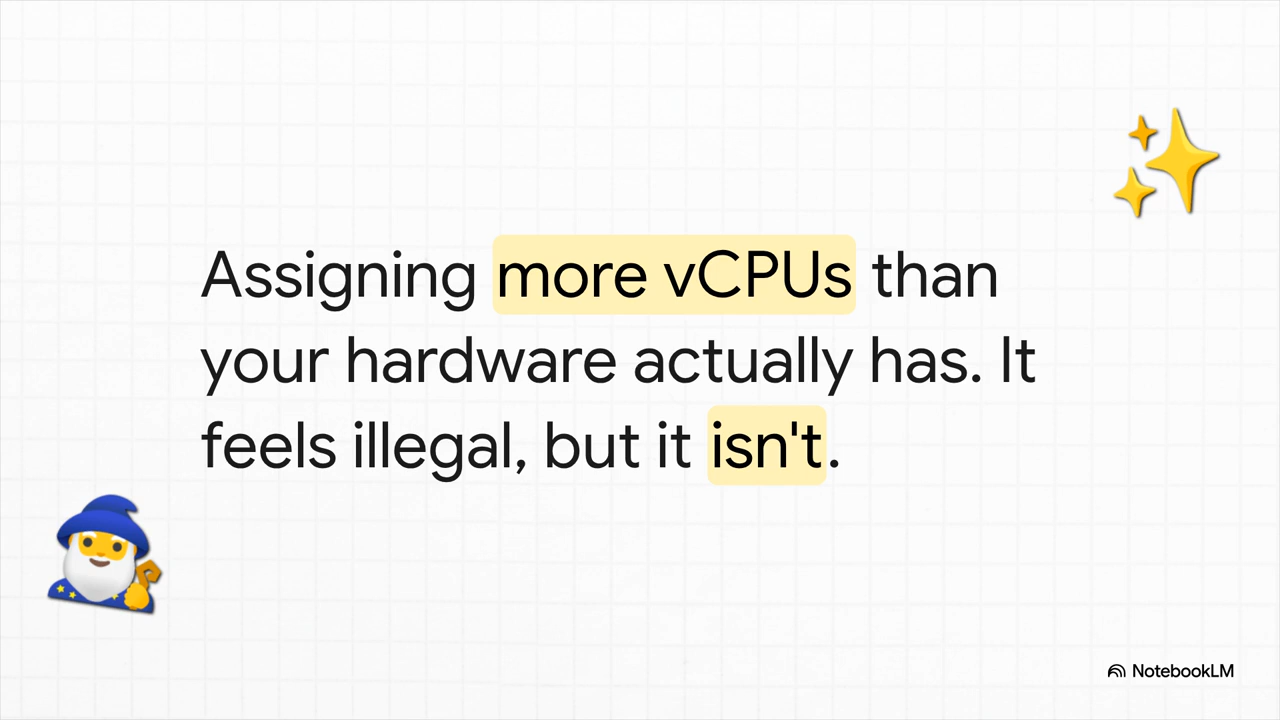 Assigning more vCPUs than
your hardware actually has. It
feels illegal, but it isn't.
NotebookLM